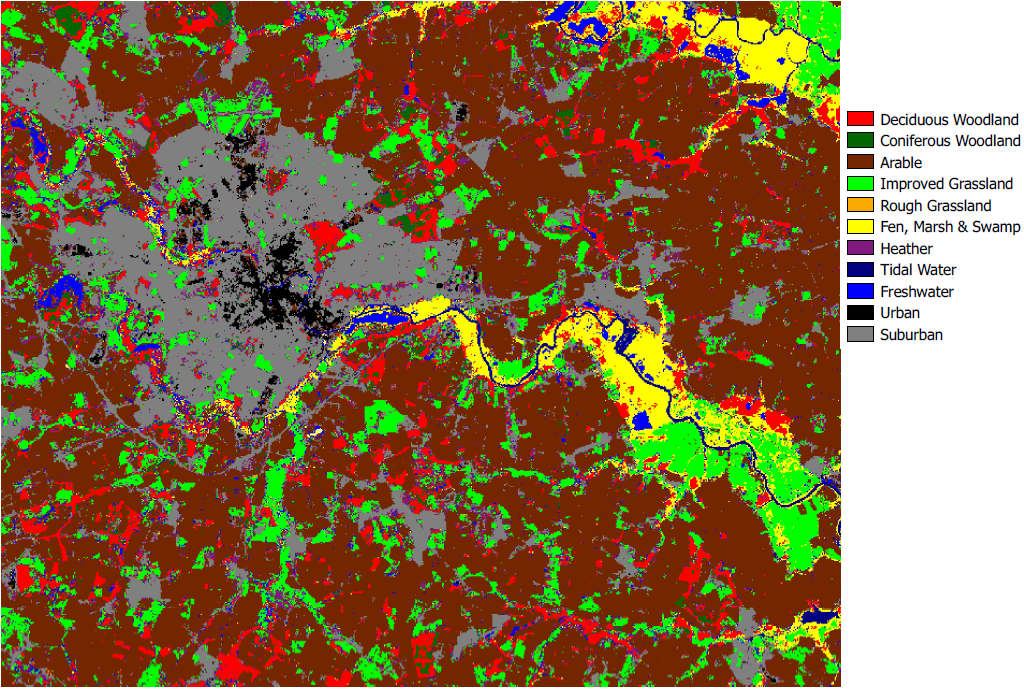 Deciduous Woodland
Coniferous Woodland
Arable
Improved Grassland
Rough Grassland
Fen, Marsh & Swamp
Heather
Tidal Water
Freshwater
Urban
Suburban